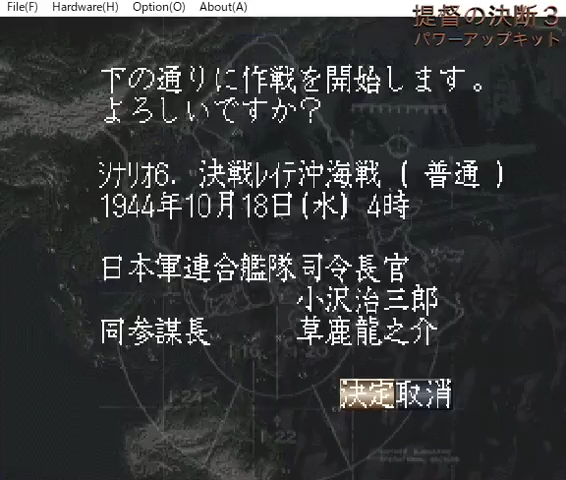 File(F) Hardware(H) Option(O) About(A)
提督の決断3
パワーアップキット
下の通りに作戦を開始します。
よろしいですか?
シナリオ6. 決戦レイテ沖海戦 ( 普通 )
1944年10月18日(水) 4時
日本軍連合艦隊司令長官
小沢治三郎
同参謀長 草鹿龍之介
決定取消
I-16 I-20
I-24
I-22